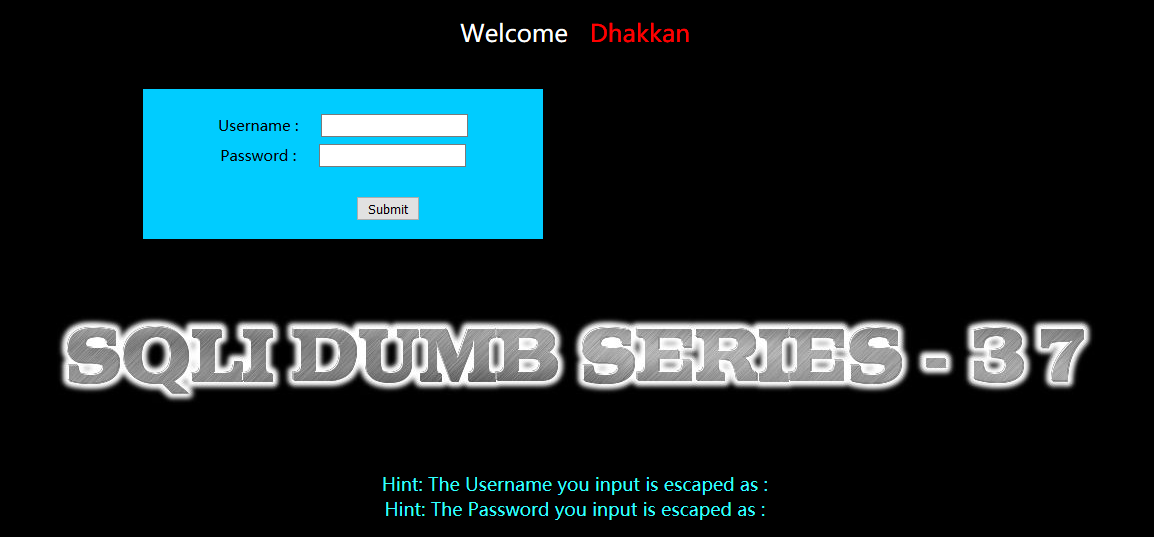 Welcome Dhakkan
Username :
Password :
Submit
SQLI DUMB SERIES - 37
Hint: The Username you input is escaped as :
Hint: The Password you input is escaped as :